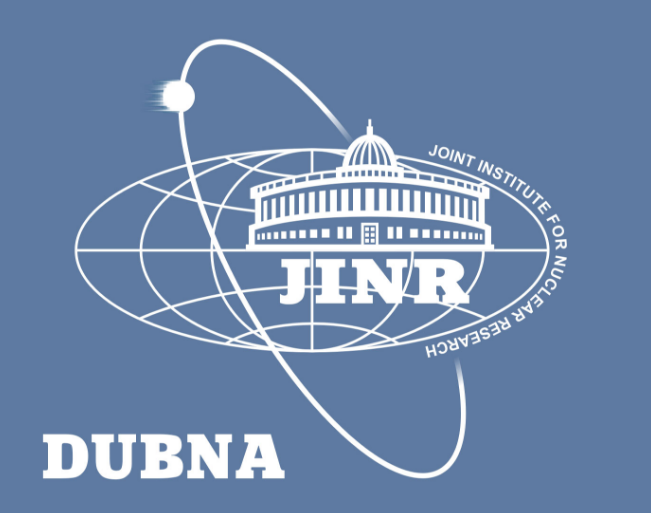 JOINT INSTITUTE FOR NUCLEAR RESEARCH
JINR
DUBNA